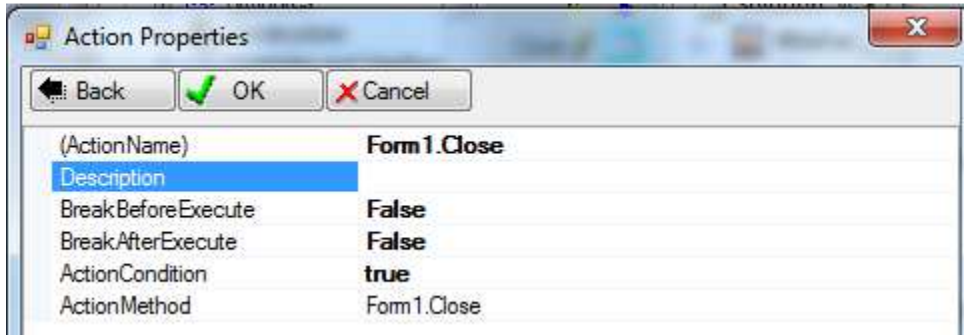 Action Properties
Back OK Cancel
(ActionName) Form1.Close
Description
BreakBeforeExecute False
BreakAfterExecute False
ActionCondition true
ActionMethod Form1.Close